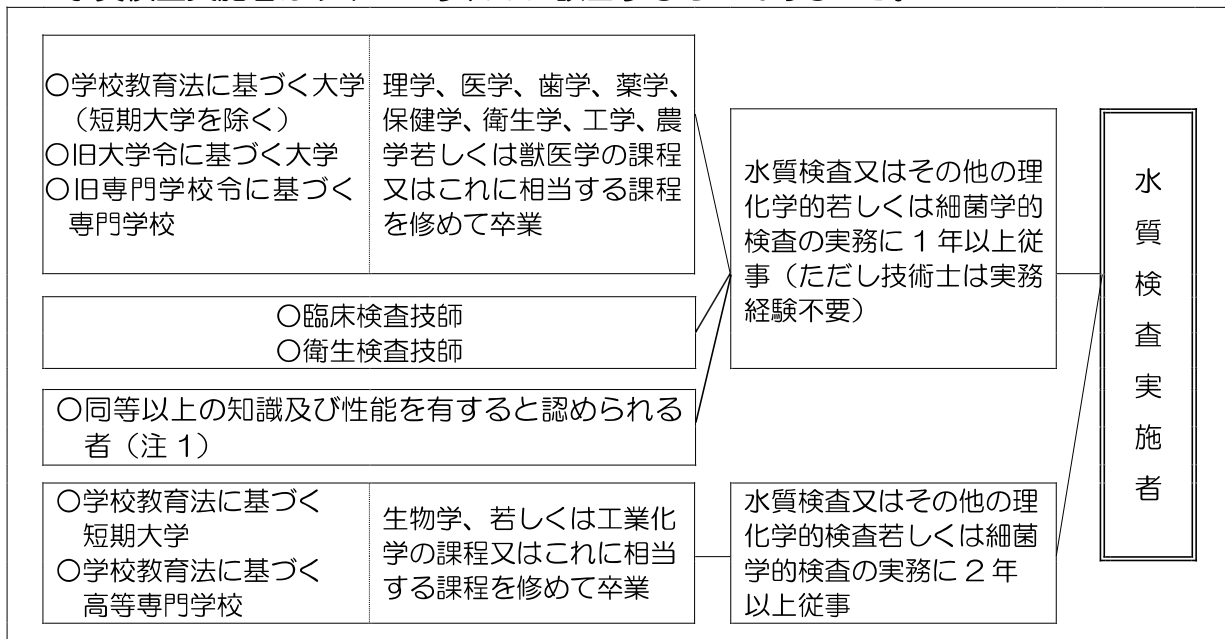 〇学校教育法に基づく大学
（短期大学を除く）
〇旧大学令に基づく大学
〇旧専門学校令に基づく
専門学校
理学、医学、歯学、薬学、
保健学、衛生学、工学、農
学若しくは獣医学の課程
又はこれに相当する課程
を修めて卒業
〇臨床検査技師
〇衛生検査技師
〇同等以上の知識及び性能を有すると認められる
者（注 1）
水質検査又はその他の理
化学的若しくは細菌学的
検査の実務に 1 年以上従
事（ただし技術士は実務
経験不要）
〇学校教育法に基づく
短期大学
〇学校教育法に基づく
高等専門学校
生物学、若しくは工業化
学の課程又はこれに相当
する課程を修めて卒業
水質検査又はその他の理
化学的検査若しくは細菌
学的検査の実務に 2 年
以上従事
水質検査実施者